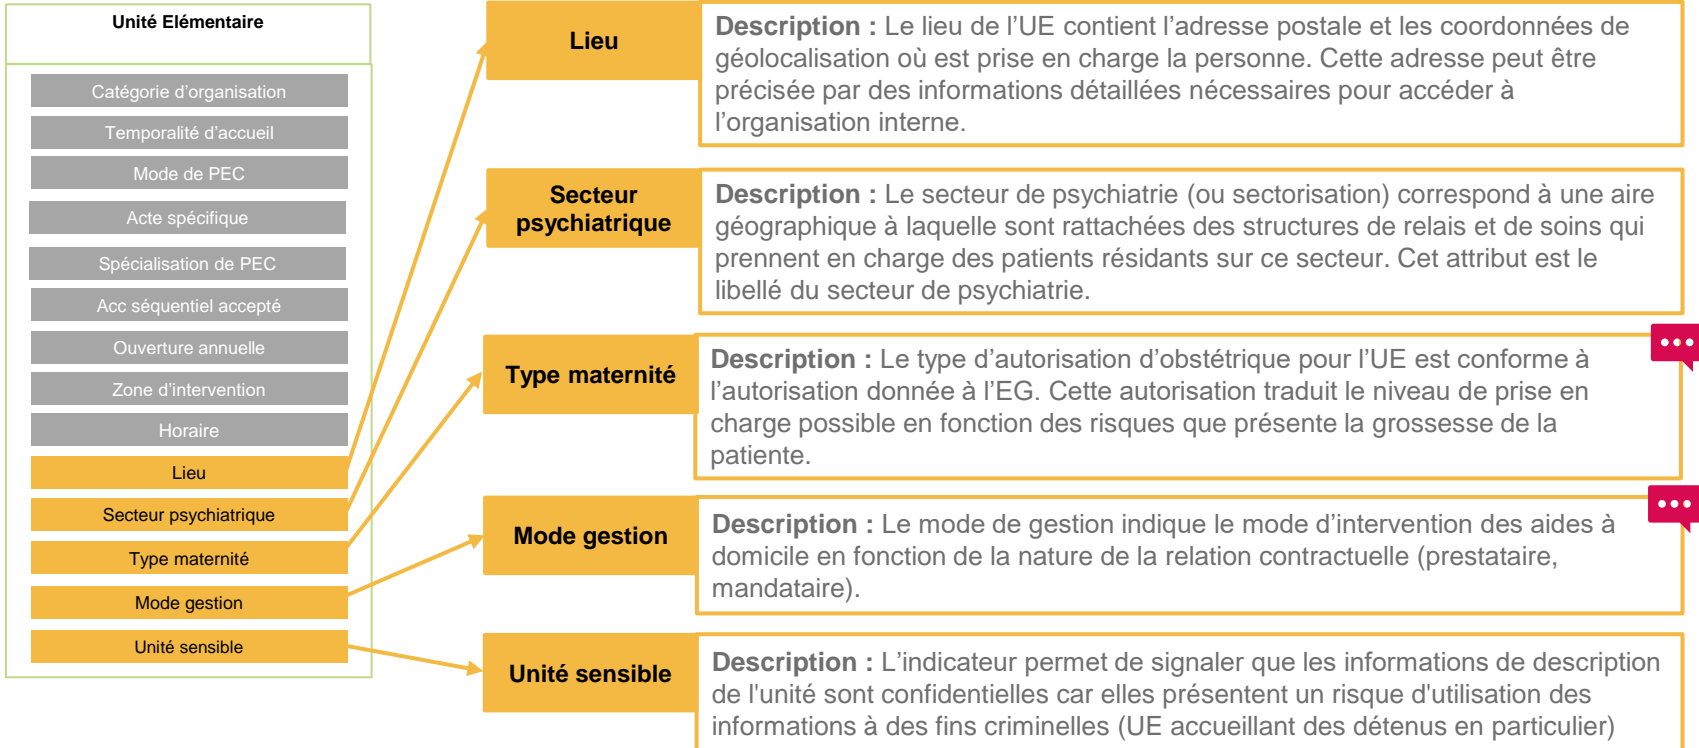 Unité Elémentaire
Catégorie d'organisation
Temporalité d'accueil
Mode de PEC
Acte spécifique
Spécialisation de PEC
Acc séquentiel accepté
Ouverture annuelle
Zone d'intervention
Horaire
Lieu
Secteur psychiatrique
Type maternité
Mode gestion
Unité sensible
Lieu
Description : Le lieu de l'UE contient l'adresse postale et les coordonnées de
géolocalisation où est prise en charge la personne. Cette adresse peut être
précisée par des informations détaillées nécessaires pour accéder à
l'organisation interne.
Secteur
psychiatrique
Description : Le secteur de psychiatrie (ou sectorisation) correspond à une aire
géographique à laquelle sont rattachées des structures de relais et de soins qui
prennent en charge des patients résidants sur ce secteur. Cet attribut est le
libellé du secteur de psychiatrie.
Type maternité
Description : Le type d'autorisation d'obstétrique pour l'UE est conforme à
l'autorisation donnée à l'EG. Cette autorisation traduit le niveau de prise en
charge possible en fonction des risques que présente la grossesse de la
patiente.
Mode gestion
Description : Le mode de gestion indique le mode d'intervention des aides à
domicile en fonction de la nature de la relation contractuelle (prestataire,
mandataire).
Unité sensible
Description : L'indicateur permet de signaler que les informations de description
de l'unité sont confidentielles car elles présentent un risque d'utilisation des
informations à des fins criminelles (UE accueillant des détenus en particulier)